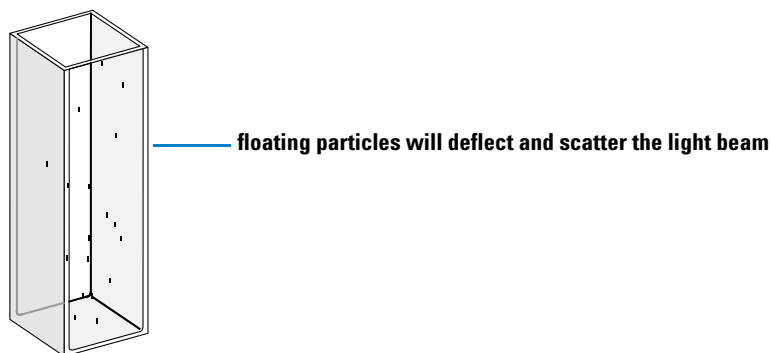 floating particles will deflect and scatter the light beam